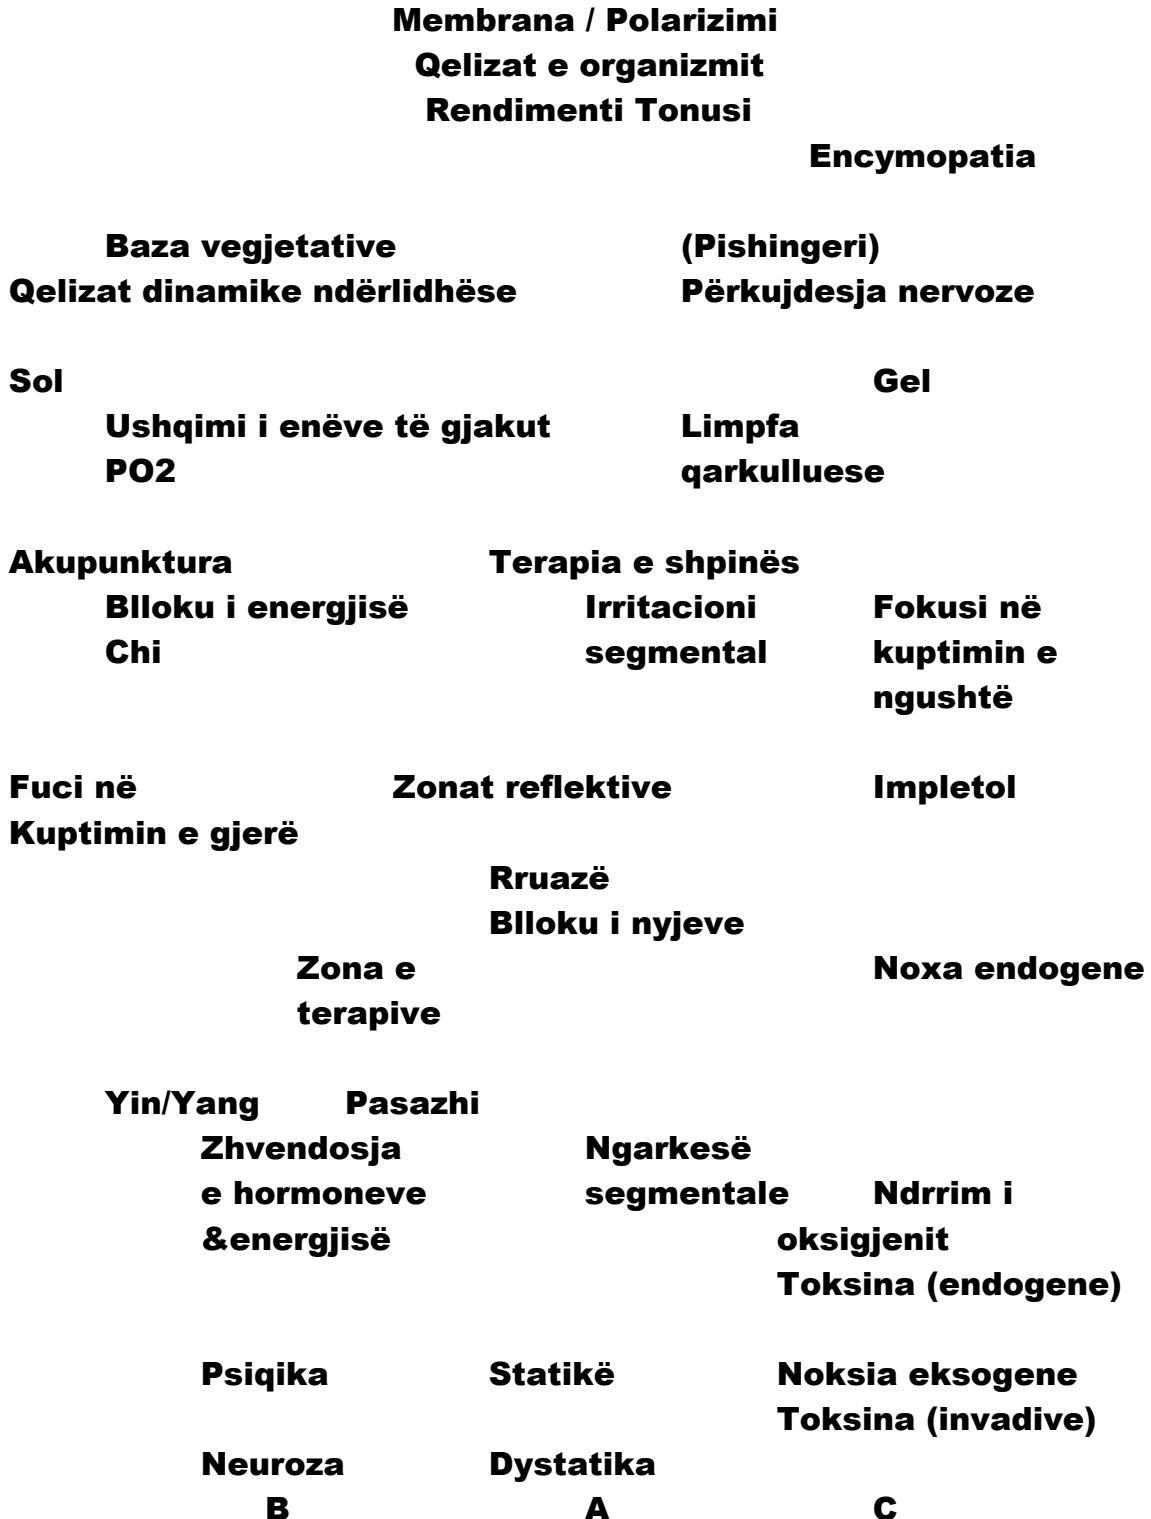 Membrana / Polarizimi
Qelizat e organizmit
Rendimenti Tonusi
Encymopatia
Baza vegjetative (Pishingeri)
Qelizat dinamike ndërlidhëse Përkujdesja nervoze
Sol Gel
Ushqimi i enëve të gjakut Limpfa
PO2 qarkulluese
Akupunktura Terapia e shpinës
Blloku i energjisë Irritacioni Fokusi në
Chi segmental kuptimin e
ngushtë
Fuci në Zonat reflektive Impletol
Kuptimin e gjerë
Rruazë
Blloku i nyjeve
Zona e Noxa endogene
terapive
Yin/Yang Pasazhi
Zhvendosja Ngarkesë
e hormoneve segmentale Ndrrim i
&energjisë oksigjenit
Toksina (endogene)
Psiqika Statikë Noksia eksogene
Toksina (invadive)
Neuroza Dystatika
B A C